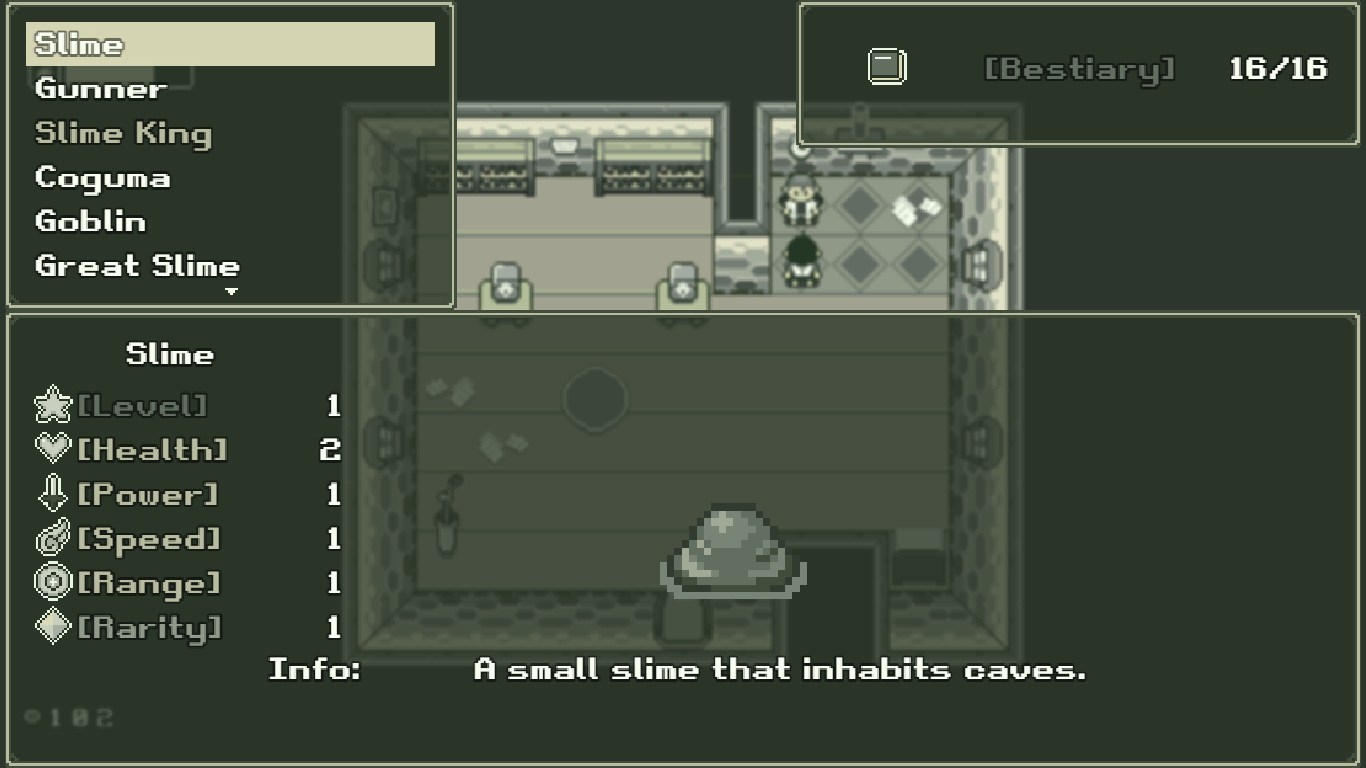 Slime
Gunner
Slime King
Coguma
Goblin
Great Slime
[Bestiary] 16/16
Slime
[Level] 1
[Health] 2
[Power] 1
[Speed] 1
[Range] 1
[Rarity] 1
Info: A small slime that inhabits caves.
102